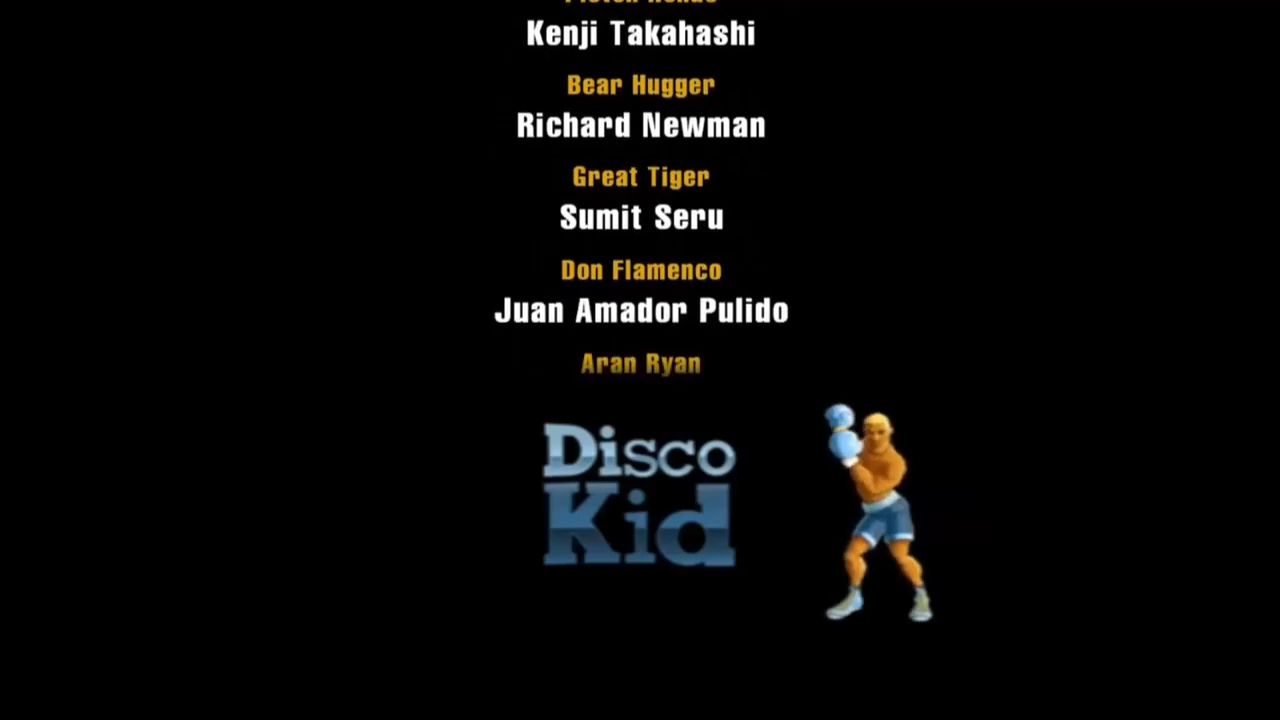 Kenji Takahashi
Bear Hugger
Richard Newman
Great Tiger
Sumit Seru
Don Flamenco
Juan Amador Pulido
Aran Ryan
Disco
Kid